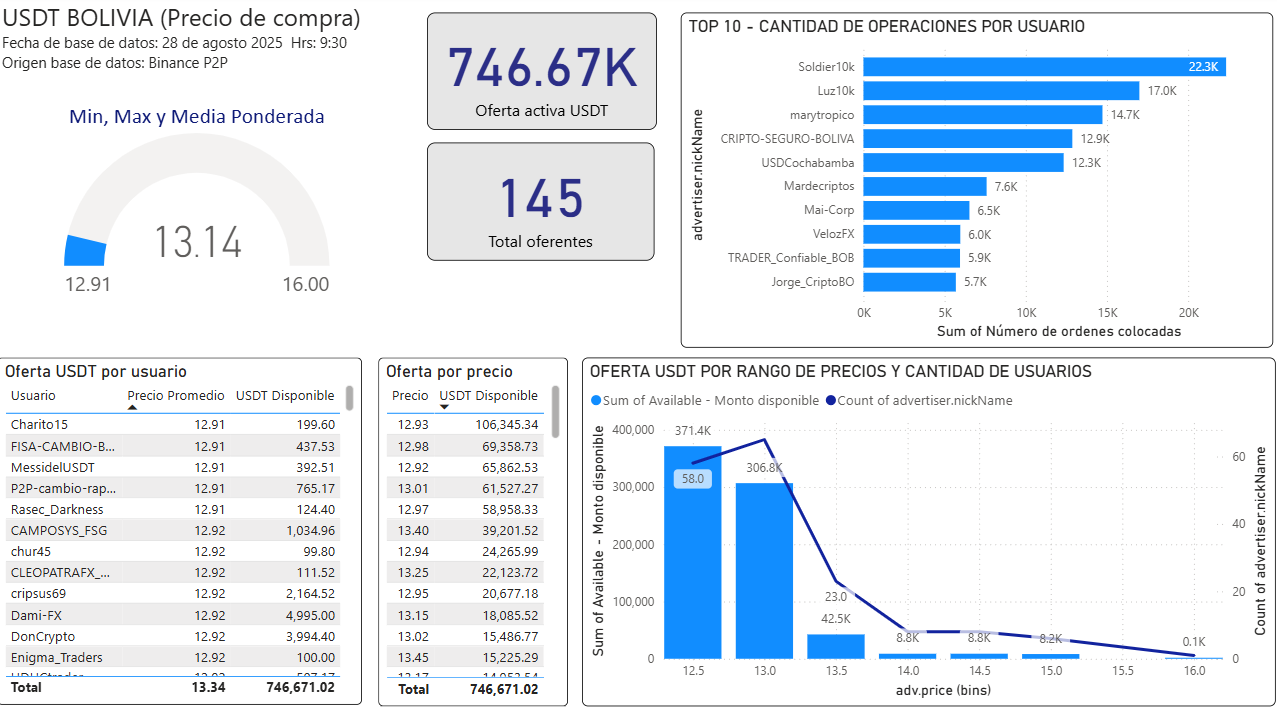 USDT BOLIVIA (Precio de compra)
Fecha de base de datos: 28 de agosto 2025 Hrs: 9:30
Origen base de datos: Binance P2P
Min, Max y Media Ponderada
13.14
12.91 16.00
746.67K
Oferta activa USDT
145
Total oferentes
TOP 10 - CANTIDAD DE OPERACIONES POR USUARIO
advertiser.nickName
Soldier10k 22.3K
Luz10k 17.0K
marytropico 14.7K
CRIPTO-SEGURO-BOLIVA 12.9K
USDCochabamba 12.3K
Mardecriptos 7.6K
Mai-Corp 6.5K
VelozFX 6.0K
TRADER_Confiable_BOB 5.9K
Jorge_CriptoBO 5.7K
0K 5K 10K 15K 20K
Sum of Número de ordenes colocadas
Oferta USDT por usuario
Usuario Precio Promedio USDT Disponible
Charito15 12.91 199.60
FISA-CAMBIO-B... 12.91 437.53
MessidelUSDT 12.91 392.51
P2P-cambio-rap... 12.91 765.17
Rasec_Darkness 12.91 124.40
CAMPOSYS_FSG 12.92 1,034.96
chur45 12.92 99.80
CLEOPATRAFX_... 12.92 111.52
cripsus69 12.92 2,164.52
Dami-FX 12.92 4,995.00
DonCrypto 12.92 3,994.40
Enigma_Traders 12.92 100.00
Total 13.34 746,671.02
Oferta por precio
Precio USDT Disponible
12.93 106,345.34
12.98 69,358.73
12.92 65,862.53
13.01 61,527.27
12.97 58,958.33
13.40 39,201.52
12.94 24,265.99
13.25 22,123.72
12.95 20,677.18
13.15 18,085.52
13.02 15,486.77
13.45 15,225.29
Total 746,671.02
OFERTA USDT POR RANGO DE PRECIOS Y CANTIDAD DE USUARIOS
Sum of Available - Monto disponible Count of advertiser.nickName
Sum of Available - Monto disponible
400,000
300,000
200,000
100,000
0
371.4K
58.0
306.8K
23.0
42.5K
8.8K
8.8K
8.2K
0.1K
60
40
20
0
Count of advertiser.nickName
12.5 13.0 13.5 14.0 14.5 15.0 15.5 16.0
adv.price (bins)